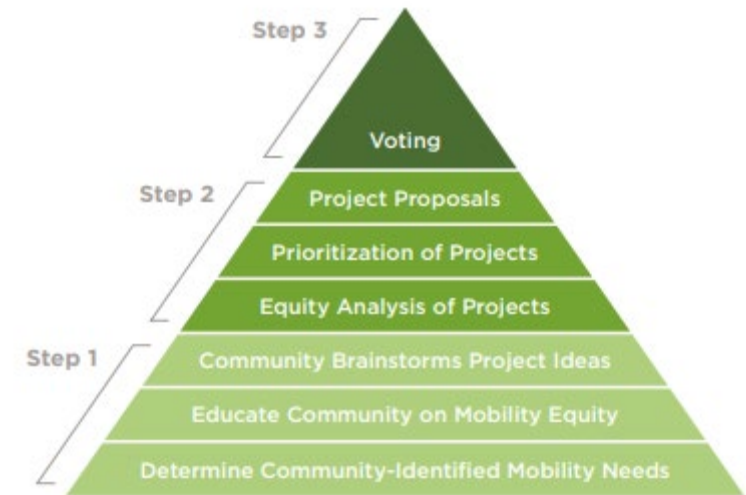 Step 3
Voting
Step 2
Project Proposals
Prioritization of Projects
Equity Analysis of Projects
Step 1
Community Brainstorms Project Ideas
Educate Community on Mobility Equity
Determine Community-Identified Mobility Needs